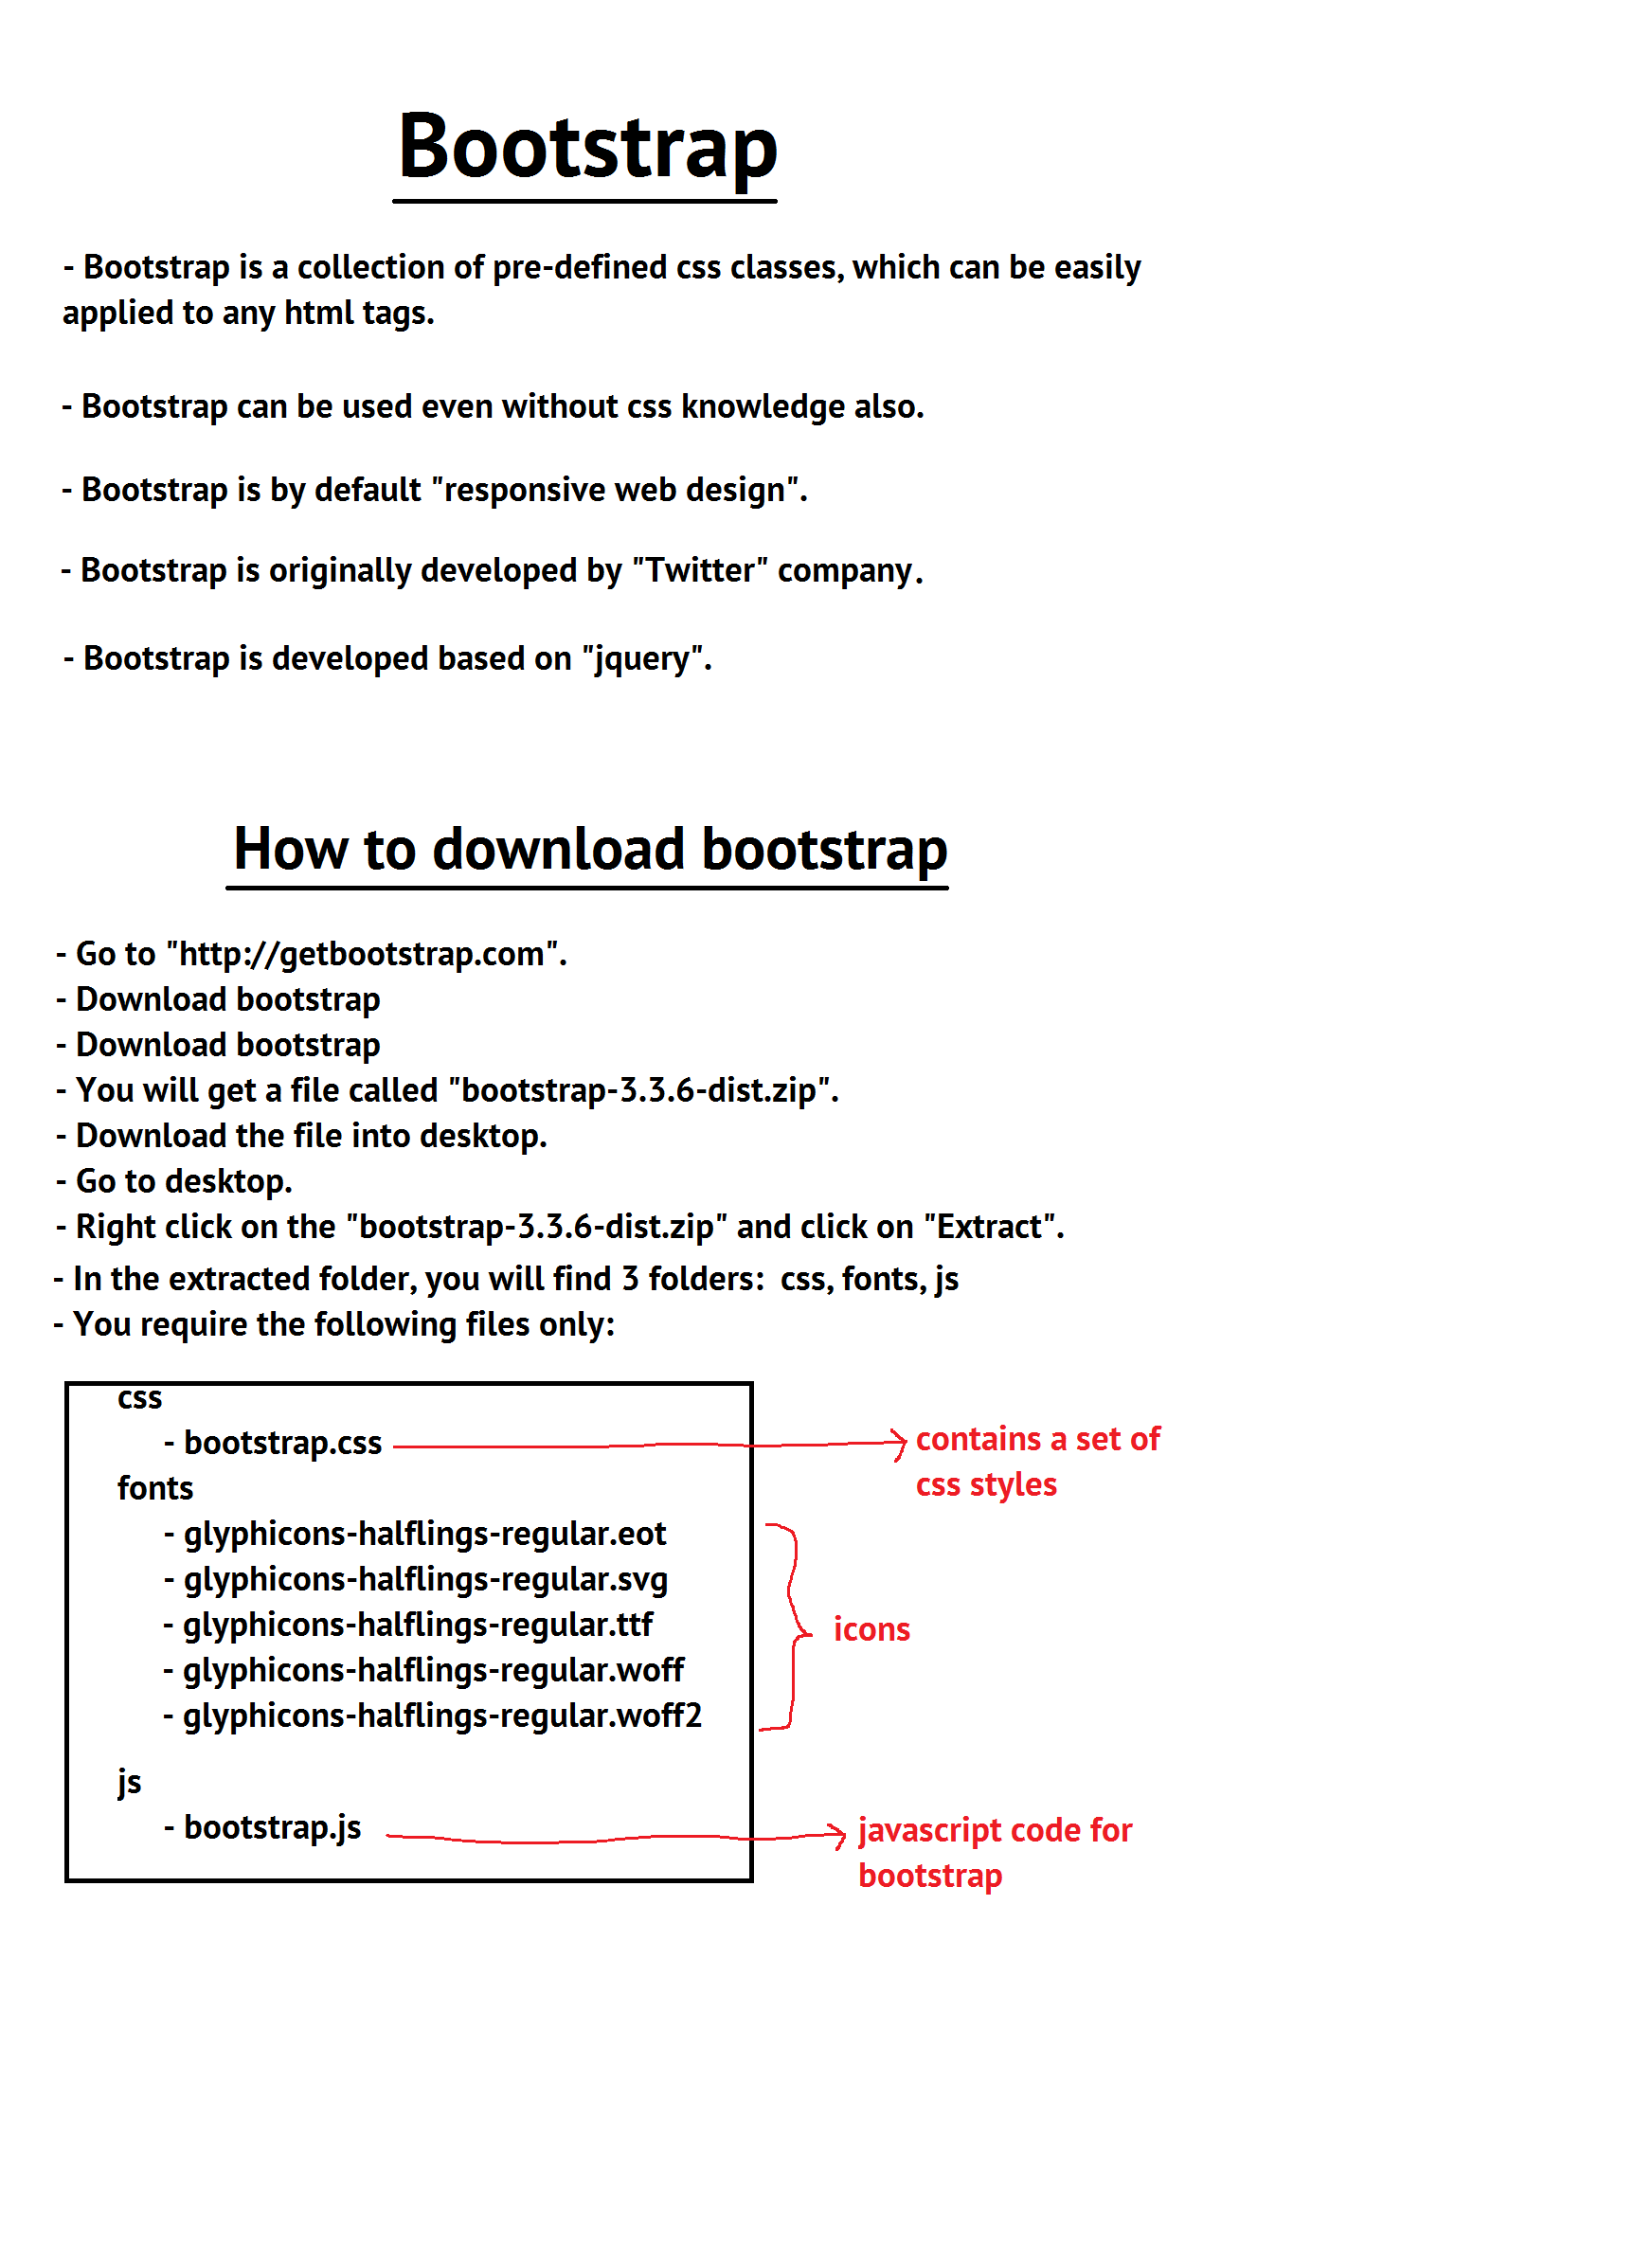 Bootstrap
- Bootstrap is a collection of pre-defined css classes, which can be easily
applied to any html tags.
- Bootstrap can be used even without css knowledge also.
- Bootstrap is by default "responsive web design".
- Bootstrap is originally developed by "Twitter" company.
- Bootstrap is developed based on "jquery".
How to download bootstrap
- Go to "http://getbootstrap.com".
- Download bootstrap
- Download bootstrap
- You will get a file called "bootstrap-3.3.6-dist.zip".
- Download the file into desktop.
- Go to desktop.
- Right click on the "bootstrap-3.3.6-dist.zip" and click on "Extract".
- In the extracted folder, you will find 3 folders:  css, fonts, js
- You require the following files only:
css
- bootstrap.css
contains a set of
css styles
fonts
- glyphicons-halflings-regular.eot
- glyphicons-halflings-regular.svg
- glyphicons-halflings-regular.ttf
- glyphicons-halflings-regular.woff
- glyphicons-halflings-regular.woff2
icons
js
- bootstrap.js
javascript code for
bootstrap